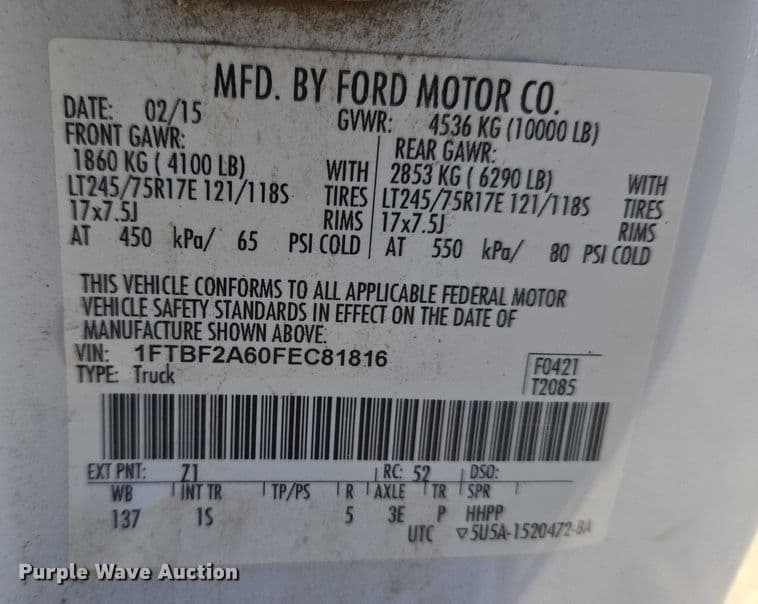 MFD. BY FORD MOTOR CO.
DATE: 02/15 GVWR: 4536 KG (10000 LB)
FRONT GAWR: REAR GAWR:
1860 KG ( 4100 LB) WITH 2853 KG ( 6290 LB) WITH
LT245/75R17E 121/118S TIRES LT245/75R17E 121/118S TIRES
17x7.5J RIMS 17x7.5J RIMS
AT 450 kPa/ 65 PSI COLD AT 550 kPa/ 80 PSI COLD
THIS VEHICLE CONFORMS TO ALL APPLICABLE FEDERAL MOTOR
VEHICLE SAFETY STANDARDS IN EFFECT ON THE DATE OF
MANUFACTURE SHOWN ABOVE.
VIN: 1FTBF2A60FEC81816
TYPE: Truck
F0421
T2085
EXT PNT: Z1 RC: 52 DSO:
WB INT TR TP/PS R AXLE TR SPR
137 1S 5 3E P HHPP
UTC ▽5U5A-1520472-BA
Purple Wave Auction